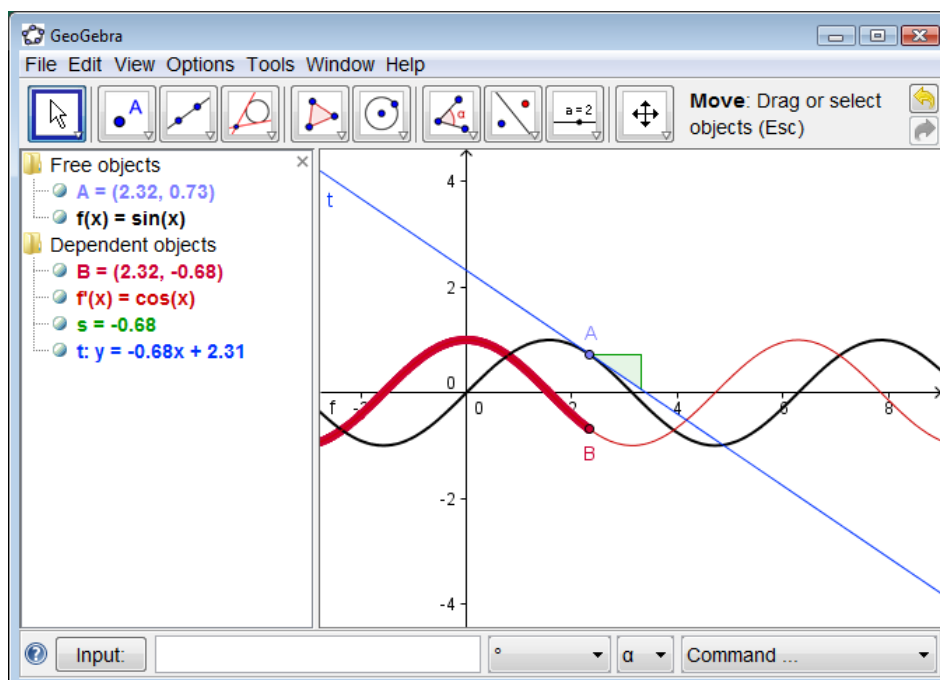 GeoGebra
File Edit View Options Tools Window Help
A
α
a=2
Move: Drag or select
objects (Esc)
Free objects
A = (2.32, 0.73)
f(x) = sin(x)
Dependent objects
B = (2.32, -0.68)
f'(x) = cos(x)
s = -0.68
t: y = -0.68x + 2.31
t
4
2
A
0
f
-2
0
2
4
6
8
B
-2
-4
Input:
°
α
Command ...